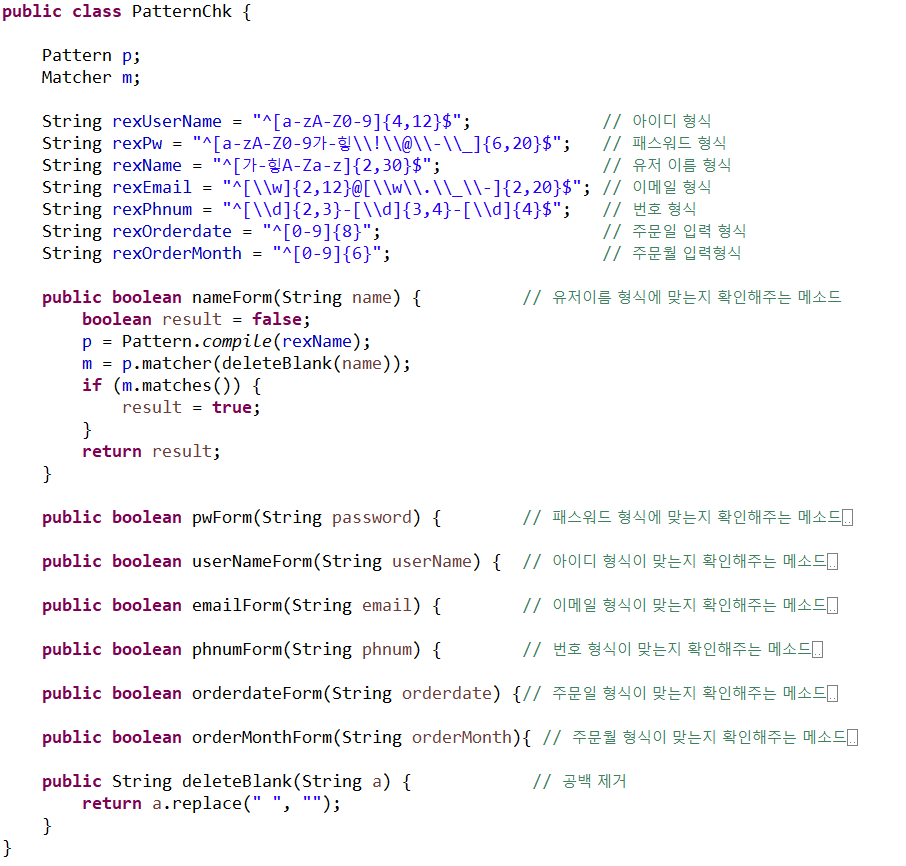 public class PatternChk {
Pattern p;
Matcher m;
String rexUserName = "^[a-zA-Z0-9]{4,12}$"; // 아이디 형식
String rexPw = "^[a-zA-Z0-9가-힣\\!\\@\\-\\_]{6,20}$"; // 패스워드 형식
String rexName = "^[가-힣A-Za-z]{2,30}$"; // 유저 이름 형식
String rexEmail = "^[\\w]{2,12}@[\\w\\.\\_\\-]{2,20}$"; // 이메일 형식
String rexPhnum = "^[\\d]{2,3}-[\\d]{3,4}-[\\d]{4}$"; // 번호 형식
String rexOrderdate = "^[0-9]{8}"; // 주문일 입력 형식
String rexOrderMonth = "^[0-9]{6}"; // 주문월 입력형식
public boolean nameForm(String name) { // 유저이름 형식에 맞는지 확인해주는 메소드
boolean result = false;
p = Pattern.compile(rexName);
m = p.matcher(deleteBlank(name));
if (m.matches()) {
result = true;
}
return result;
}
public boolean pwForm(String password) { // 패스워드 형식에 맞는지 확인해주는 메소드
public boolean userNameForm(String userName) { // 아이디 형식이 맞는지 확인해주는 메소드
public boolean emailForm(String email) { // 이메일 형식이 맞는지 확인해주는 메소드
public boolean phnumForm(String phnum) { // 번호 형식이 맞는지 확인해주는 메소드
public boolean orderdateForm(String orderdate) {// 주문일 형식이 맞는지 확인해주는 메소드
public boolean orderMonthForm(String orderMonth){ // 주문월 형식이 맞는지 확인해주는 메소드
public String deleteBlank(String a) { // 공백 제거
return a.replace(" ", "");
}
}